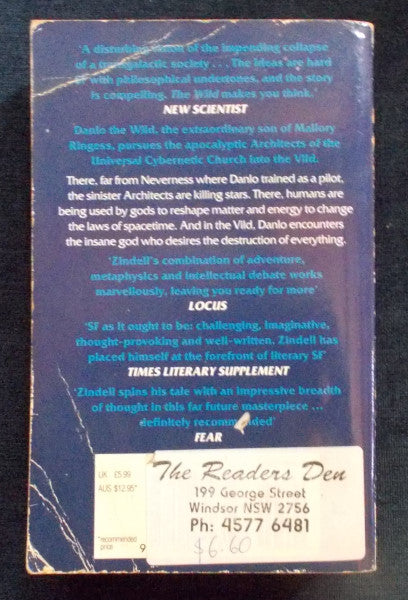 'A disturbing vision of the impending collapse
of a transgalactic society . . . The ideas are hard
SF with philosophical undertones, and the story
is compelling. The Wild makes you think.'
NEW SCIENTIST
Danlo the Wild, the extraordinary son of Mallory
Ringess, pursues the apocalyptic Architects of the
Universal Cybernetic Church into the Vild.
There, far from Neverness where Danlo trained as a pilot,
the sinister Architects are killing stars. There, humans are
being used by gods to reshape matter and energy to change
the laws of spacetime. And in the Vild, Danlo encounters
the insane god who desires the destruction of everything.
'Zindell's combination of adventure,
metaphysics and intellectual debate works
marvellously, leaving you ready for more'
LOCUS
'SF as it ought to be: challenging, imaginative,
thought-provoking and well-written. Zindell has
placed himself at the forefront of literary SF'
TIMES LITERARY SUPPLEMENT
'Zindell spins his tale with an impressive breadth
of thought in this far future masterpiece ...
definitely recommended'
FEAR
UK £5.99
AUS $12.95*
*recommended
price
9
The Readers Den
199 George Street
Windsor NSW 2756
Ph: 4577 6481
$6.60